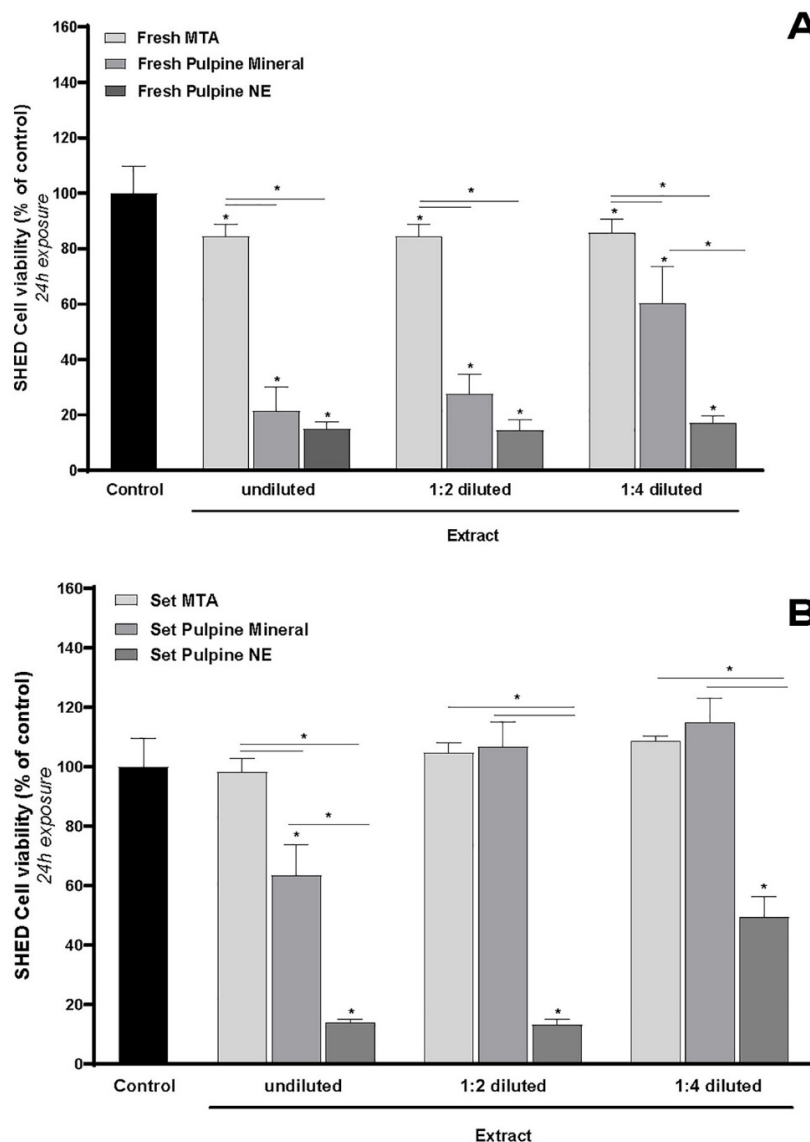 A
SHED Cell viability (% of control)
24h exposure
160
140
120
100
80
60
40
20
0
Fresh MTA
Fresh Pulpine Mineral
Fresh Pulpine NE
*
*
*
*
*
*
*
*
*
*
*
*
*
Control
undiluted
1:2 diluted
1:4 diluted
Extract
B
SHED Cell viability (% of control)
24h exposure
160
140
120
100
80
60
40
20
0
Set MTA
Set Pulpine Mineral
Set Pulpine NE
*
*
*
*
*
*
*
*
Control
undiluted
1:2 diluted
1:4 diluted
Extract